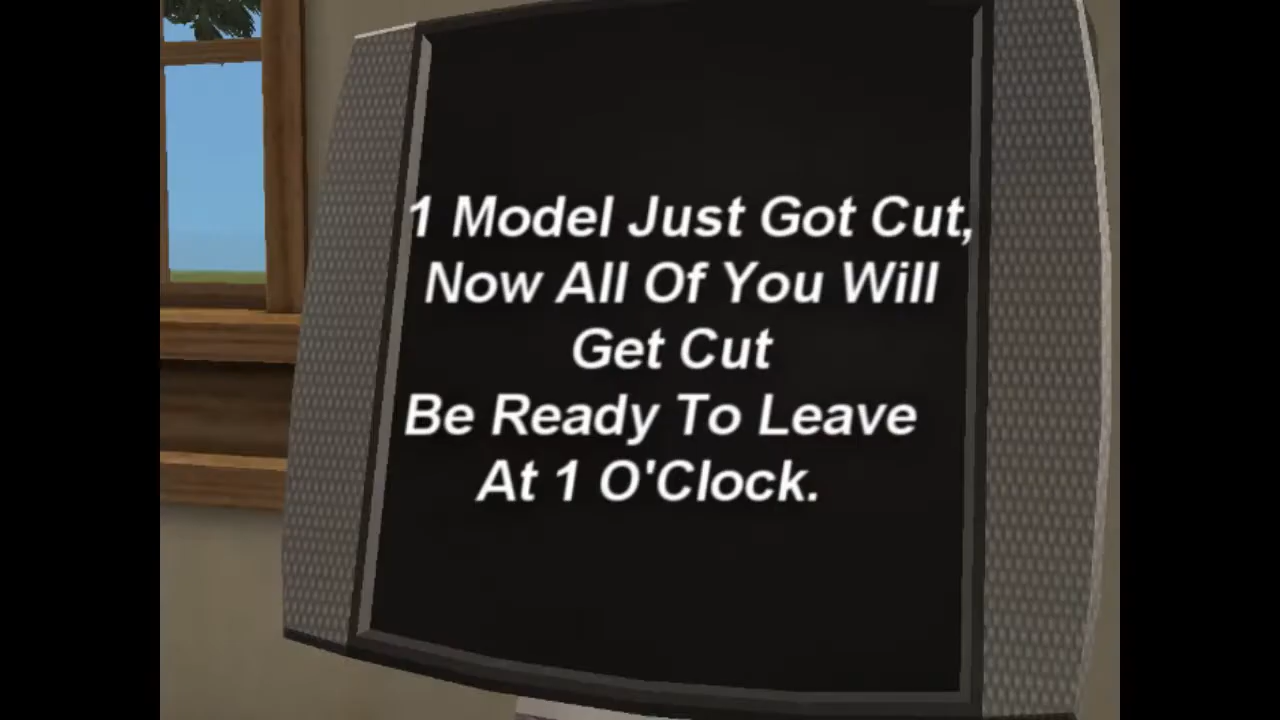 1 Model Just Got Cut,
Now All Of You Will
Get Cut
Be Ready To Leave
At 1 O'Clock.